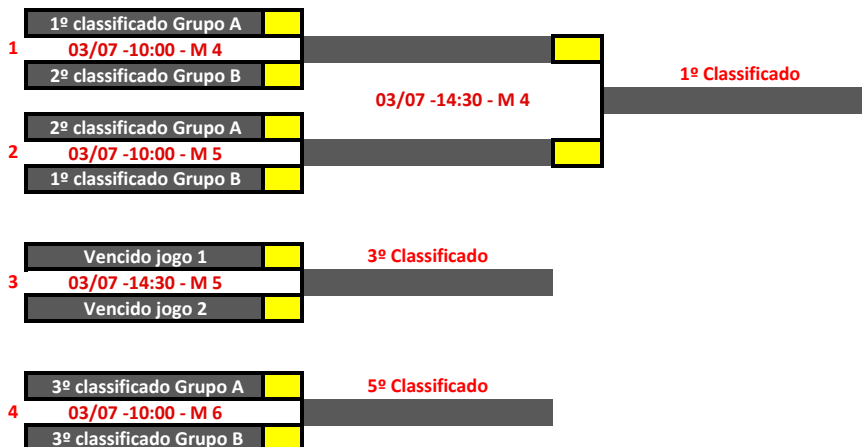 1º classificado Grupo A
1 03/07 -10:00 - M 4
2º classificado Grupo B
1º Classificado
03/07 -14:30 - M 4
2º classificado Grupo A
2 03/07 -10:00 - M 5
1º classificado Grupo B
Vencido jogo 1 3º Classificado
3 03/07 -14:30 - M 5
Vencido jogo 2
3º classificado Grupo A 5º Classificado
4 03/07 -10:00 - M 6
3º classificado Grupo B